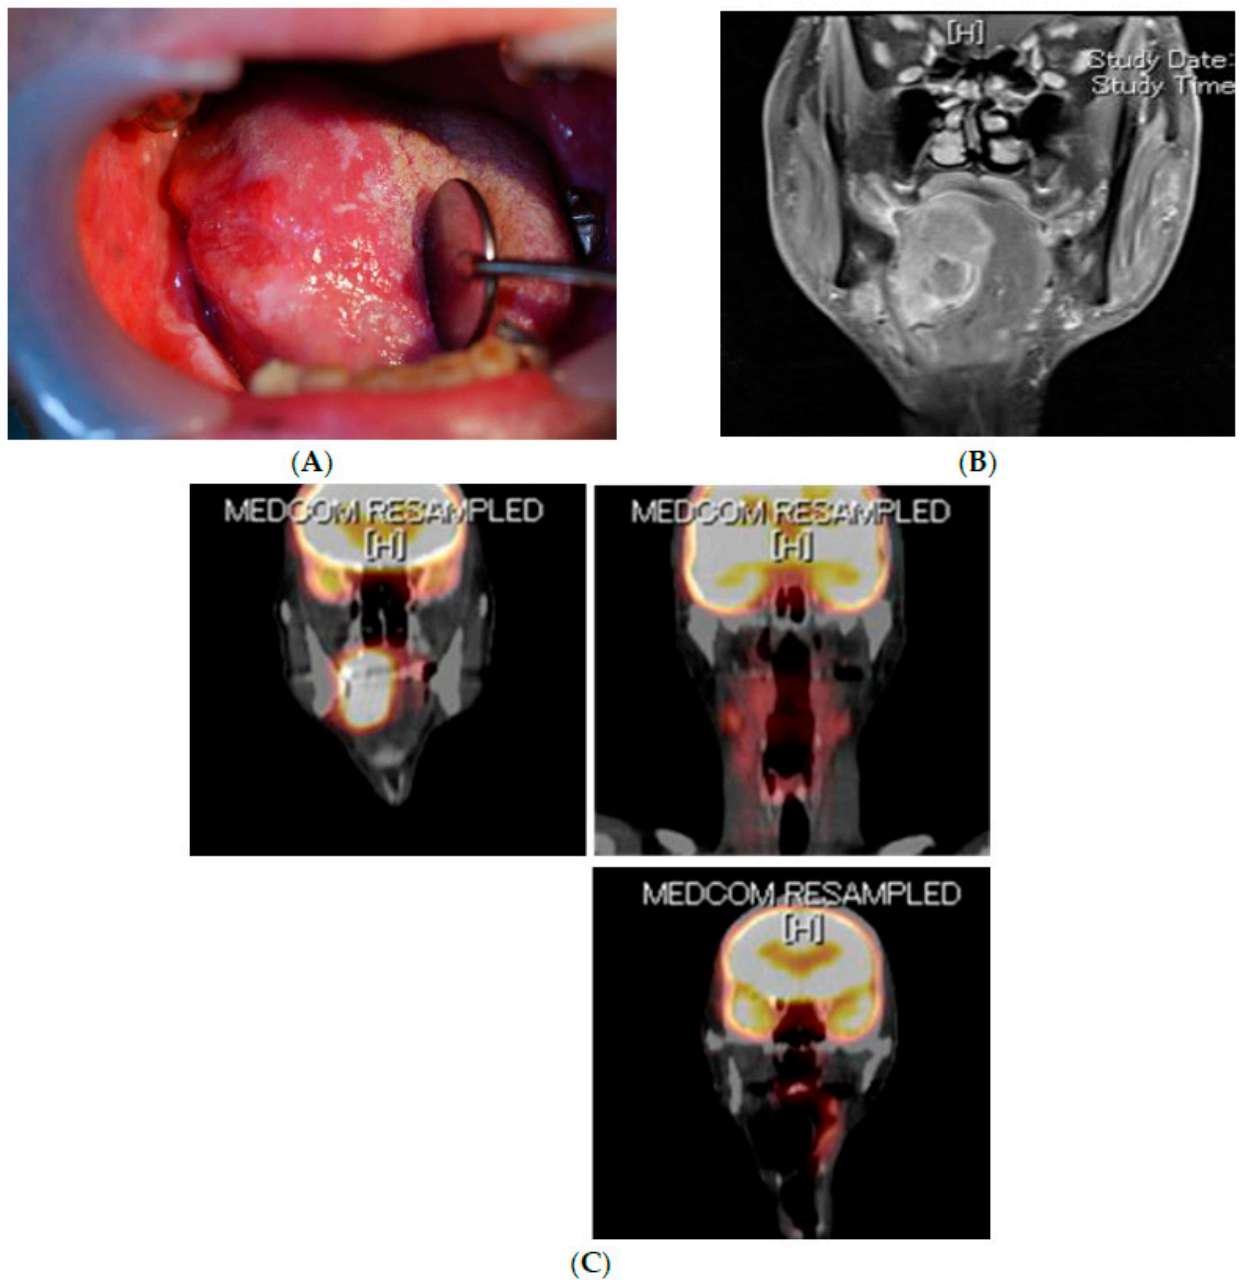 [H]
Study Date:
Study Time
(A)
(B)
MEDCOM RESAMPLED
[H]
MEDCOM RESAMPLED
[H]
MEDCOM RESAMPLED
[H]
(C)